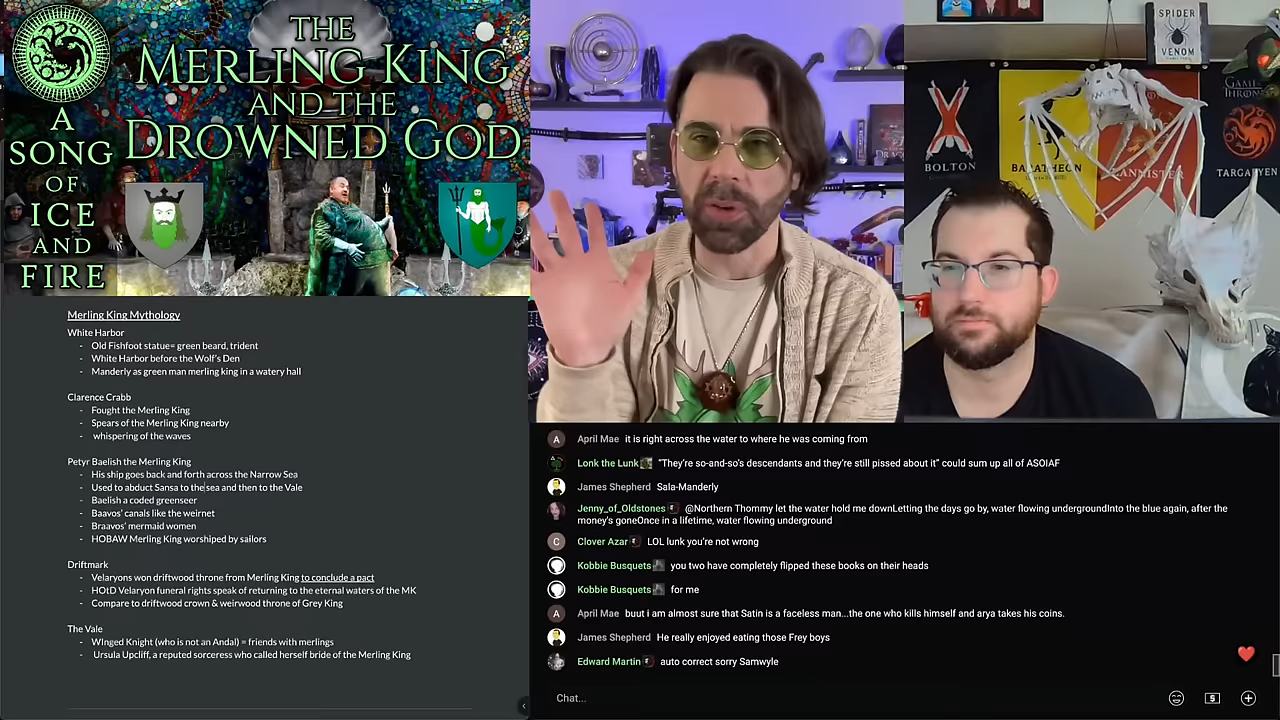 THE
MERLING KING
AND THE
DROWNED GOD
A
SONG
OF
ICE
AND
FIRE
Merling King Mythology
White Harbor
- Old Fishfoot statue= green beard, trident
- White Harbor before the Wolf's Den
- Manderly as green man merling king in a watery hall
Clarence Crabb
- Fought the Merling King
- Spears of the Merling King nearby
- whispering of the waves
Petyr Baelish the Merling King
- His ship goes back and forth across the Narrow Sea
- Used to abduct Sansa to the sea and then to the Vale
- Baelish a coded greenseer
- Baavos' canals like the weirnet
- Braavos' mermaid women
- HOBAW Merling King worshiped by sailors
Driftmark
- Velaryons won driftwood throne from Merling King to conclude a pact
- HOtD Velaryon funeral rights speak of returning to the eternal waters of the MK
- Compare to driftwood crown & weirwood throne of Grey King
The Vale
- WInged Knight (who is not an Andal) = friends with merlings
- Ursula Upcliff, a reputed sorceress who called herself bride of the Merling King
SPIDER
VENOM
GAME OF
THRONES
BOLTON
BARATHEON
LANNISTER
TARGARYEN
A April Mae it is right across the water to where he was coming from
Lonk the Lunk "They're so-and-so's descendants and they're still pissed about it" could sum up all of ASOIAF
James Shepherd Sala-Manderly
Jenny_of_Oldstones @Northern Thommy let the water hold me downLetting the days go by, water flowing undergroundInto the blue again, after the
money's goneOnce in a lifetime, water flowing underground
C Clover Azar LOL lunk you're not wrong
Kobbie Busquets you two have completely flipped these books on their heads
Kobbie Busquets for me
A April Mae buut i am almost sure that Satin is a faceless man...the one who kills himself and arya takes his coins.
James Shepherd He really enjoyed eating those Frey boys
Edward Martin auto correct sorry Samwyle
Chat...